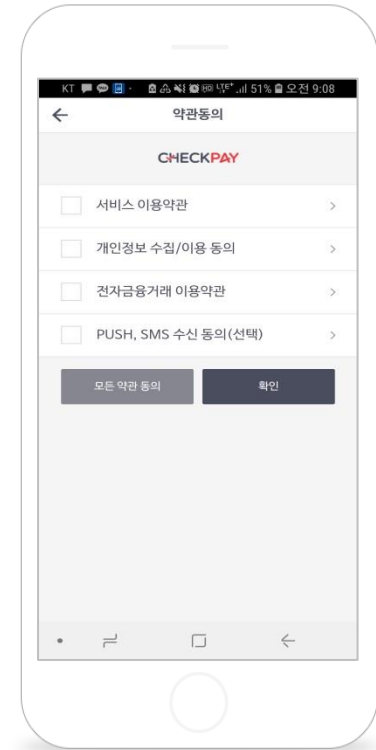 KT LTE+ 51% 오전 9:08
약관동의
CHECKPAY
서비스 이용약관
개인정보 수집/이용 동의
전자금융거래 이용약관
PUSH, SMS 수신 동의(선택)
모든 약관 동의
확인